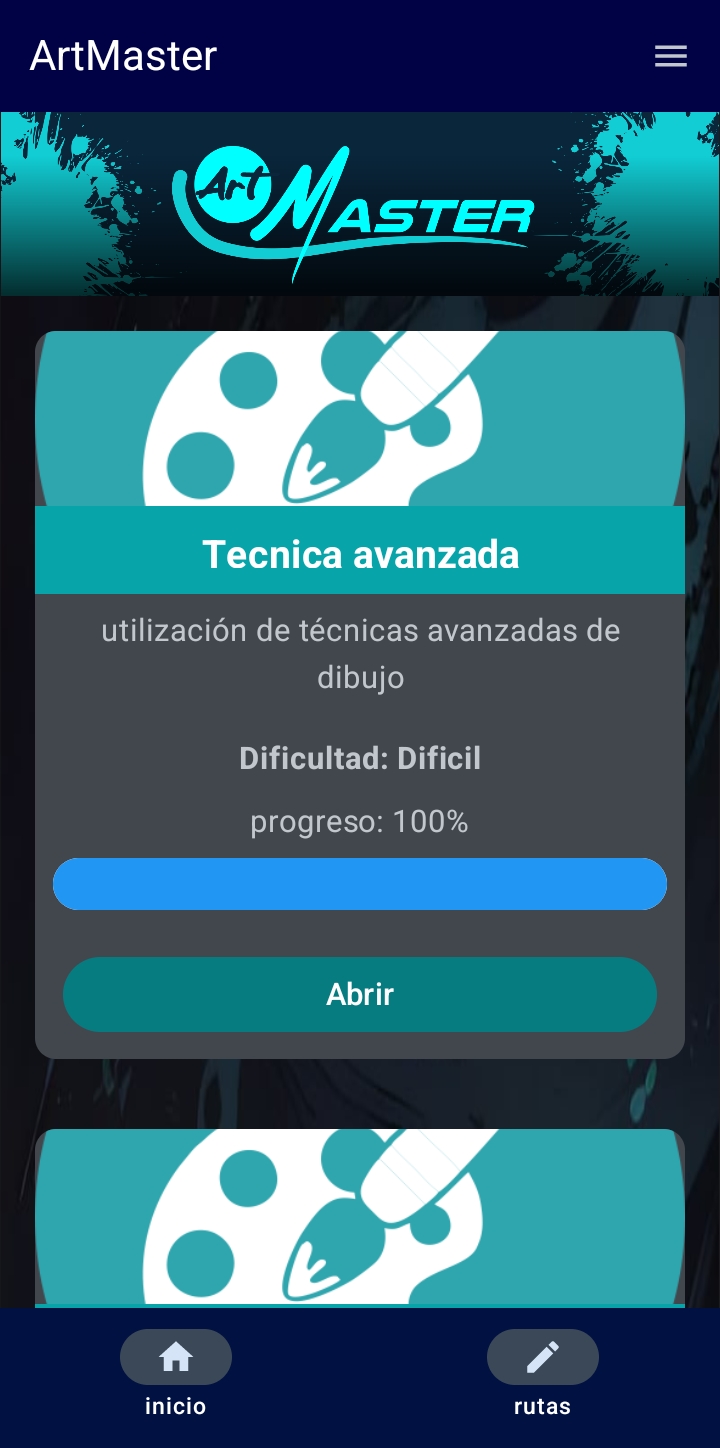 ArtMaster
Art MASTER
Tecnica avanzada
utilización de técnicas avanzadas de
dibujo
Dificultad: Dificil
progreso: 100%
Abrir
inicio
rutas